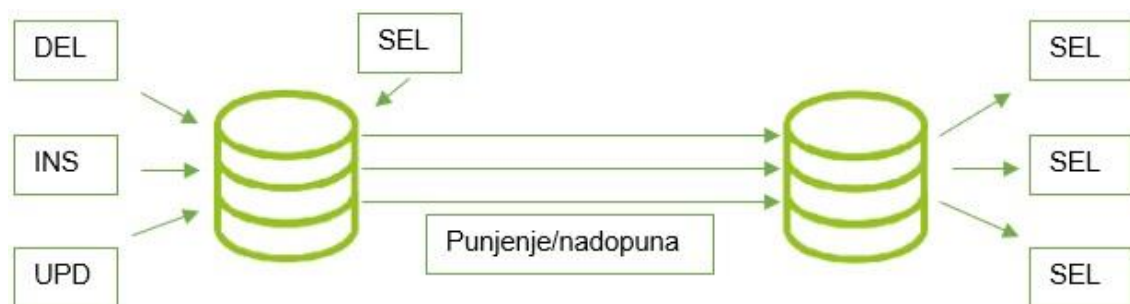 DEL
SEL
SEL
INS
SEL
Punjenje/nadopuna
UPD
SEL